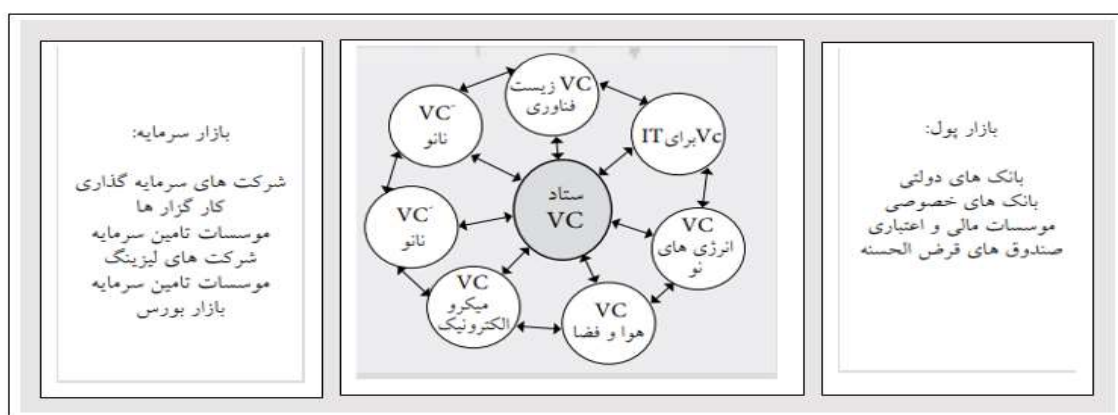 بازار پول:
بانک های دولتی
بانک های خصوصی
موسسات مالی و اعتباری
صندوق های قرض الحسنه
VC زیست
فناوری
Vcبرای IT
VC
انرژی های
نو
VC
هوا و فضا
VC
میکرو
الکترونیک
VC´
نانو
VC¯
نانو
ستاد
VC
بازار سرمایه:
شرکت های سرمایه گذاری
کار گزار ها
موسسات تامین سرمایه
شرکت های لیزینگ
موسسات تامین سرمایه
بازار بورس